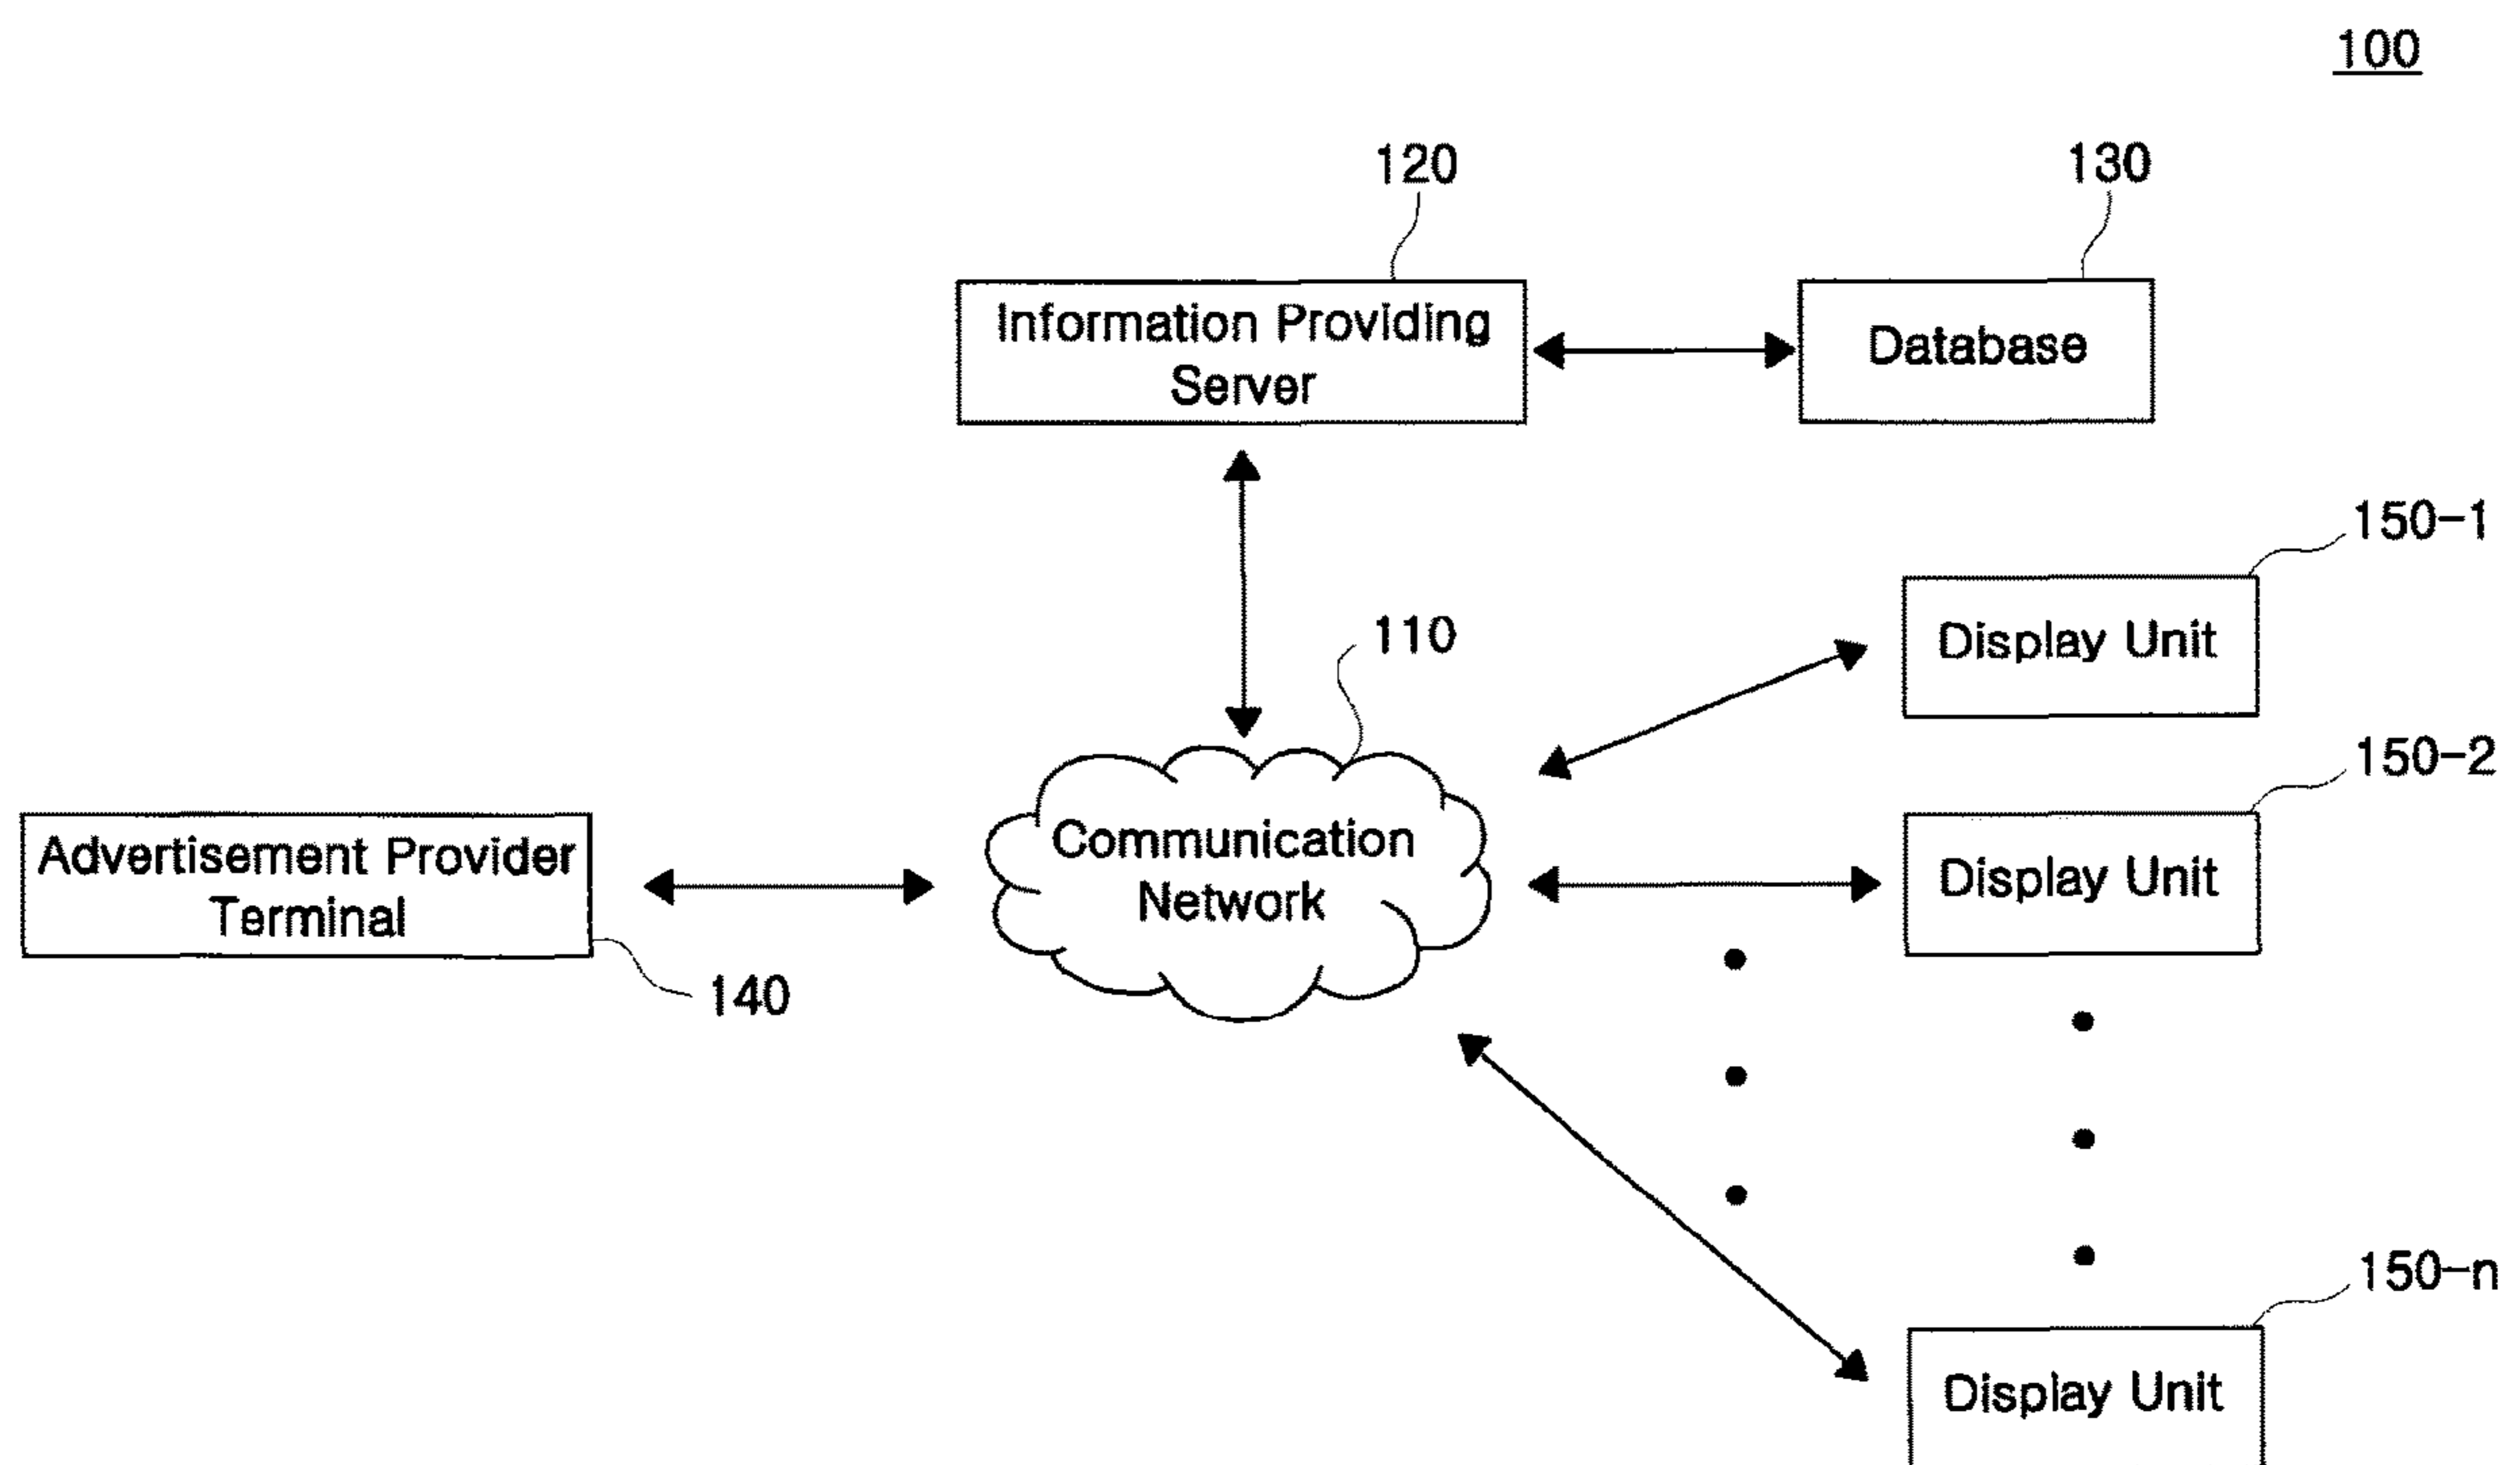 100
120
130
Information Providing
Server
Database
150-1
Display Unit
110
150-2
Communication
Network
Advertisement Provider
Terminal
Display Unit
140
150-n
Display Unit